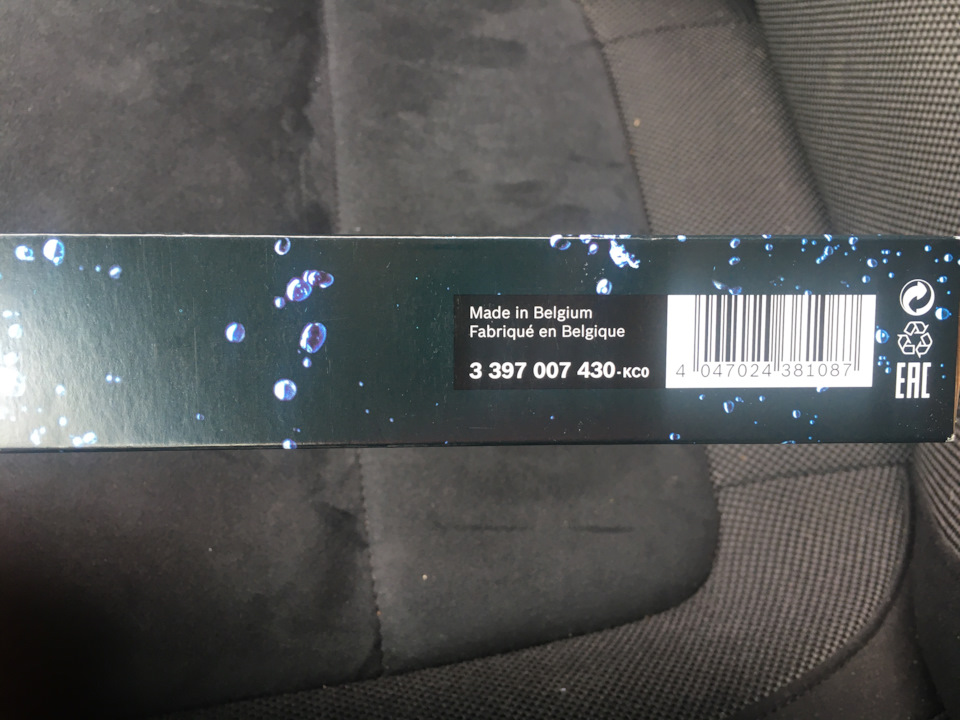 Made in Belgium
Fabriqué en Belgique
3 397 007 430-KC0
4 047024 381087
EAC